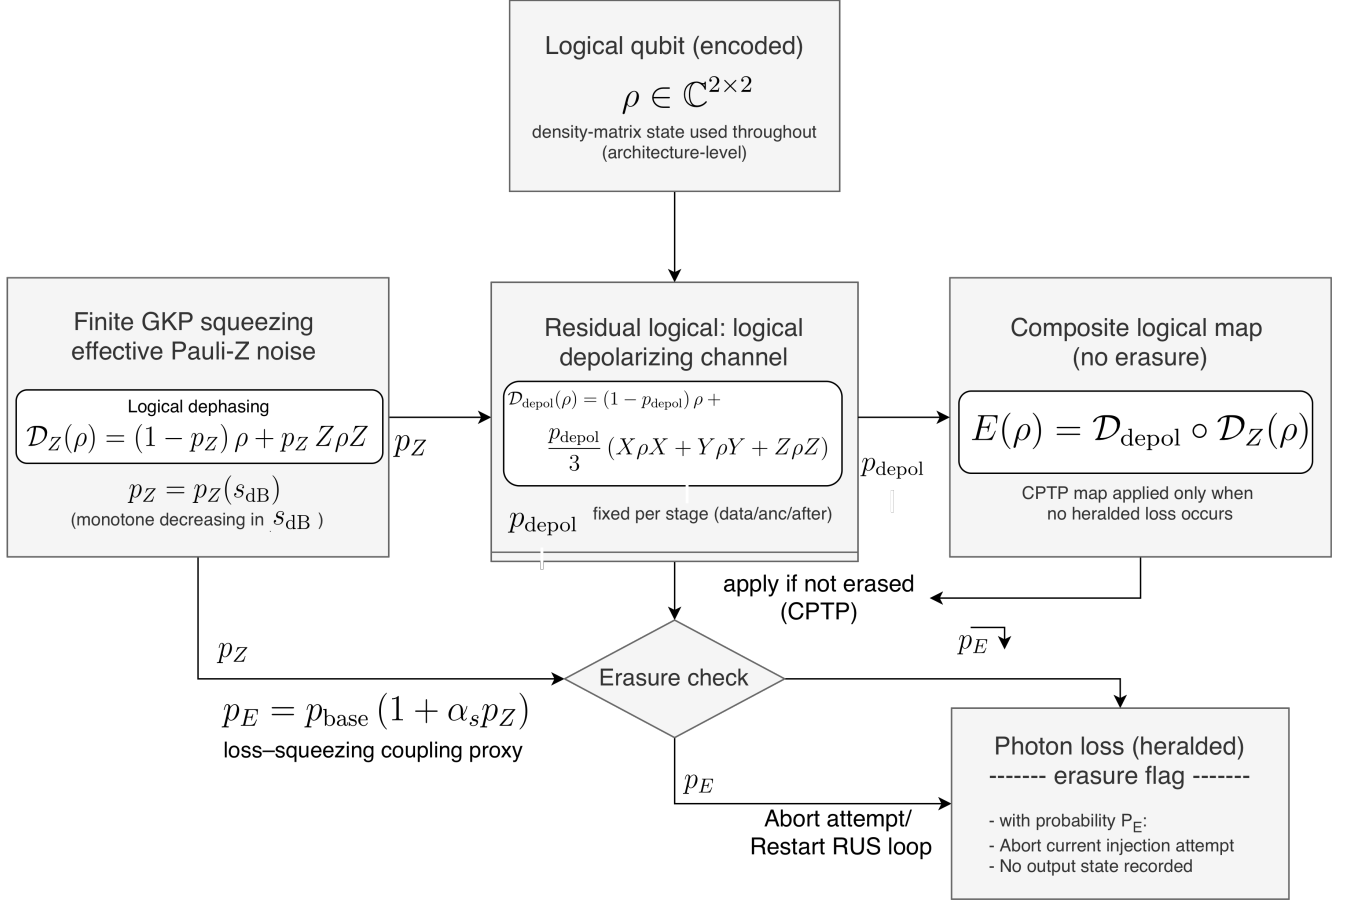 Logical qubit (encoded)
ρ ∈ ℂ^{2×2}
density-matrix state used throughout
(architecture-level)
Finite GKP squeezing
effective Pauli-Z noise
Logical dephasing
𝒟_Z(ρ) = (1 − p_Z) ρ + p_Z ZρZ
p_Z = p_Z(s_dB)
(monotone decreasing in s_dB )
p_Z
Residual logical: logical
depolarizing channel
𝒟_depol(ρ) = (1 − p_depol) ρ +
p_depol/3 (XρX + YρY + ZρZ)
p_depol fixed per stage (data/anc/after)
p_depol
Composite logical map
(no erasure)
E(ρ) = 𝒟_depol ∘ 𝒟_Z(ρ)
CPTP map applied only when
no heralded loss occurs
apply if not erased
(CPTP)
p_E
p_Z
Erasure check
p_E = p_base (1 + α_s p_Z)
loss–squeezing coupling proxy
p_E
Abort attempt/
Restart RUS loop
Photon loss (heralded)
------- erasure flag -------
- with probability P_E:
- Abort current injection attempt
- No output state recorded